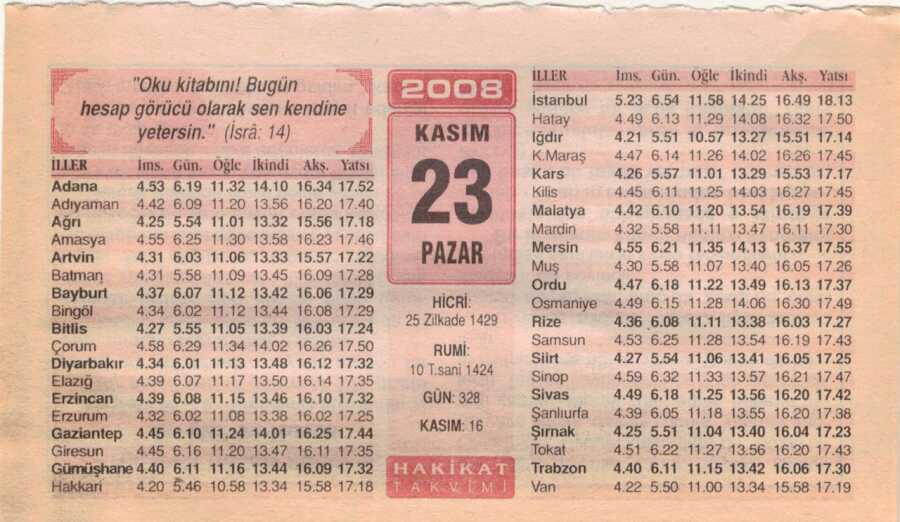 "Oku kitabını! Bugün
hesap görücü olarak sen kendine
yetersin." (İsrâ: 14)
İLLER İms. Gün. Öğle İkindi Akş. Yatsı
Adana 4.53 6.19 11.32 14.10 16.34 17.52
Adıyaman 4.42 6.09 11.20 13.56 16.20 17.40
Ağrı 4.25 5.54 11.01 13.32 15.56 17.18
Amasya 4.55 6.25 11.30 13.58 16.23 17.46
Artvin 4.31 6.03 11.06 13.33 15.57 17.22
Batman 4.31 5.58 11.09 13.45 16.09 17.28
Bayburt 4.37 6.07 11.12 13.42 16.06 17.29
Bingöl 4.34 6.02 11.12 13.44 16.08 17.29
Bitlis 4.27 5.55 11.05 13.39 16.03 17.24
Çorum 4.58 6.29 11.34 14.02 16.26 17.50
Diyarbakır 4.34 6.01 11.13 13.48 16.12 17.32
Elazığ 4.39 6.07 11.17 13.50 16.14 17.35
Erzincan 4.39 6.08 11.15 13.46 16.10 17.32
Erzurum 4.32 6.02 11.08 13.38 16.02 17.25
Gaziantep 4.45 6.10 11.24 14.01 16.25 17.44
Giresun 4.45 6.16 11.20 13.47 16.11 17.35
Gümüşhane 4.40 6.11 11.16 13.44 16.09 17.32
Hakkari 4.20 5.46 10.58 13.34 15.58 17.18
2008
KASIM
23
PAZAR
HİCRİ:
25 Zilkade 1429
RUMİ:
10 T.sani 1424
GÜN: 328
KASIM: 16
HAKİKAT
TAKVİMİ
İLLER İms. Gün. Öğle İkindi Akş. Yatsı
İstanbul 5.23 6.54 11.58 14.25 16.49 18.13
Hatay 4.49 6.13 11.29 14.08 16.32 17.50
Iğdır 4.21 5.51 10.57 13.27 15.51 17.14
K.Maraş 4.47 6.14 11.26 14.02 16.26 17.45
Kars 4.26 5.57 11.01 13.29 15.53 17.17
Kilis 4.45 6.11 11.25 14.03 16.27 17.45
Malatya 4.42 6.10 11.20 13.54 16.19 17.39
Mardin 4.32 5.58 11.11 13.47 16.11 17.30
Mersin 4.55 6.21 11.35 14.13 16.37 17.55
Muş 4.30 5.58 11.07 13.40 16.05 17.26
Ordu 4.47 6.18 11.22 13.49 16.13 17.37
Osmaniye 4.49 6.15 11.28 14.06 16.30 17.49
Rize 4.36 6.08 11.11 13.38 16.03 17.27
Samsun 4.53 6.25 11.28 13.54 16.19 17.43
Siirt 4.27 5.54 11.06 13.41 16.05 17.25
Sinop 4.59 6.32 11.33 13.57 16.21 17.47
Sivas 4.49 6.18 11.25 13.56 16.20 17.42
Şanlıurfa 4.39 6.05 11.18 13.55 16.20 17.38
Şırnak 4.25 5.51 11.04 13.40 16.04 17.23
Tokat 4.51 6.22 11.27 13.56 16.20 17.43
Trabzon 4.40 6.11 11.15 13.42 16.06 17.30
Van 4.22 5.50 11.00 13.34 15.58 17.19